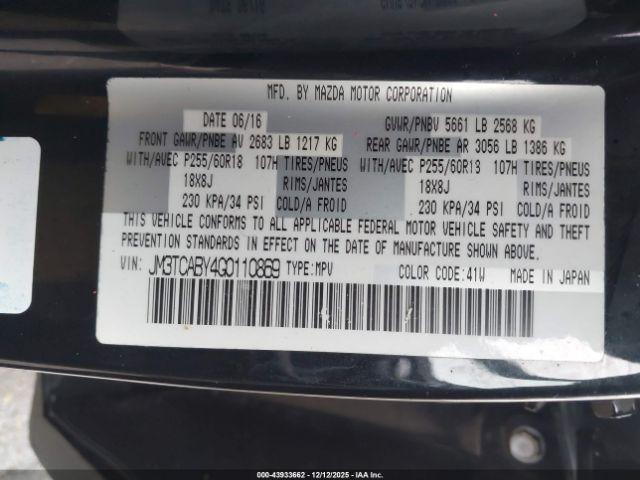 MFD. BY MAZDA MOTOR CORPORATION
DATE 06/16 GVWR/PNBV 5661 LB 2568 KG
FRONT GAWR/PNBE AV 2683 LB 1217 KG REAR GAWR/PNBE AR 3056 LB 1386 KG
WITH/AVEC P255/60R18 107H TIRES/PNEUS WITH/AVEC P255/60R18 107H TIRES/PNEUS
18X8J RIMS/JANTES 18X8J RIMS/JANTES
230 KPA/34 PSI COLD/A FROID 230 KPA/34 PSI COLD/A FROID
THIS VEHICLE CONFORMS TO ALL APPLICABLE FEDERAL MOTOR VEHICLE SAFETY AND THEFT
PREVENTION STANDARDS IN EFFECT ON THE DATE OF MANUFACTURE SHOWN ABOVE.
VIN: JM3TCABY4G0110869 TYPE:MPV COLOR CODE:41W MADE IN JAPAN
000-43933662 - 12/12/2025 - IAAI.COM